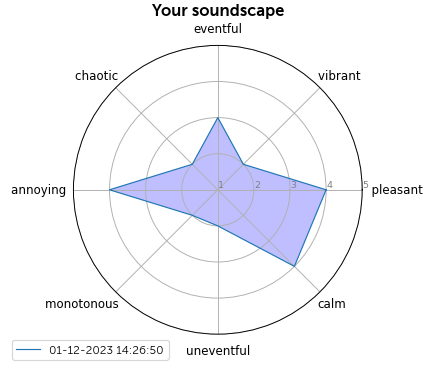 Your soundscape
eventful
chaotic
vibrant
annoying
1 2 3 4 5
pleasant
monotonous
calm
uneventful
01-12-2023 14:26:50